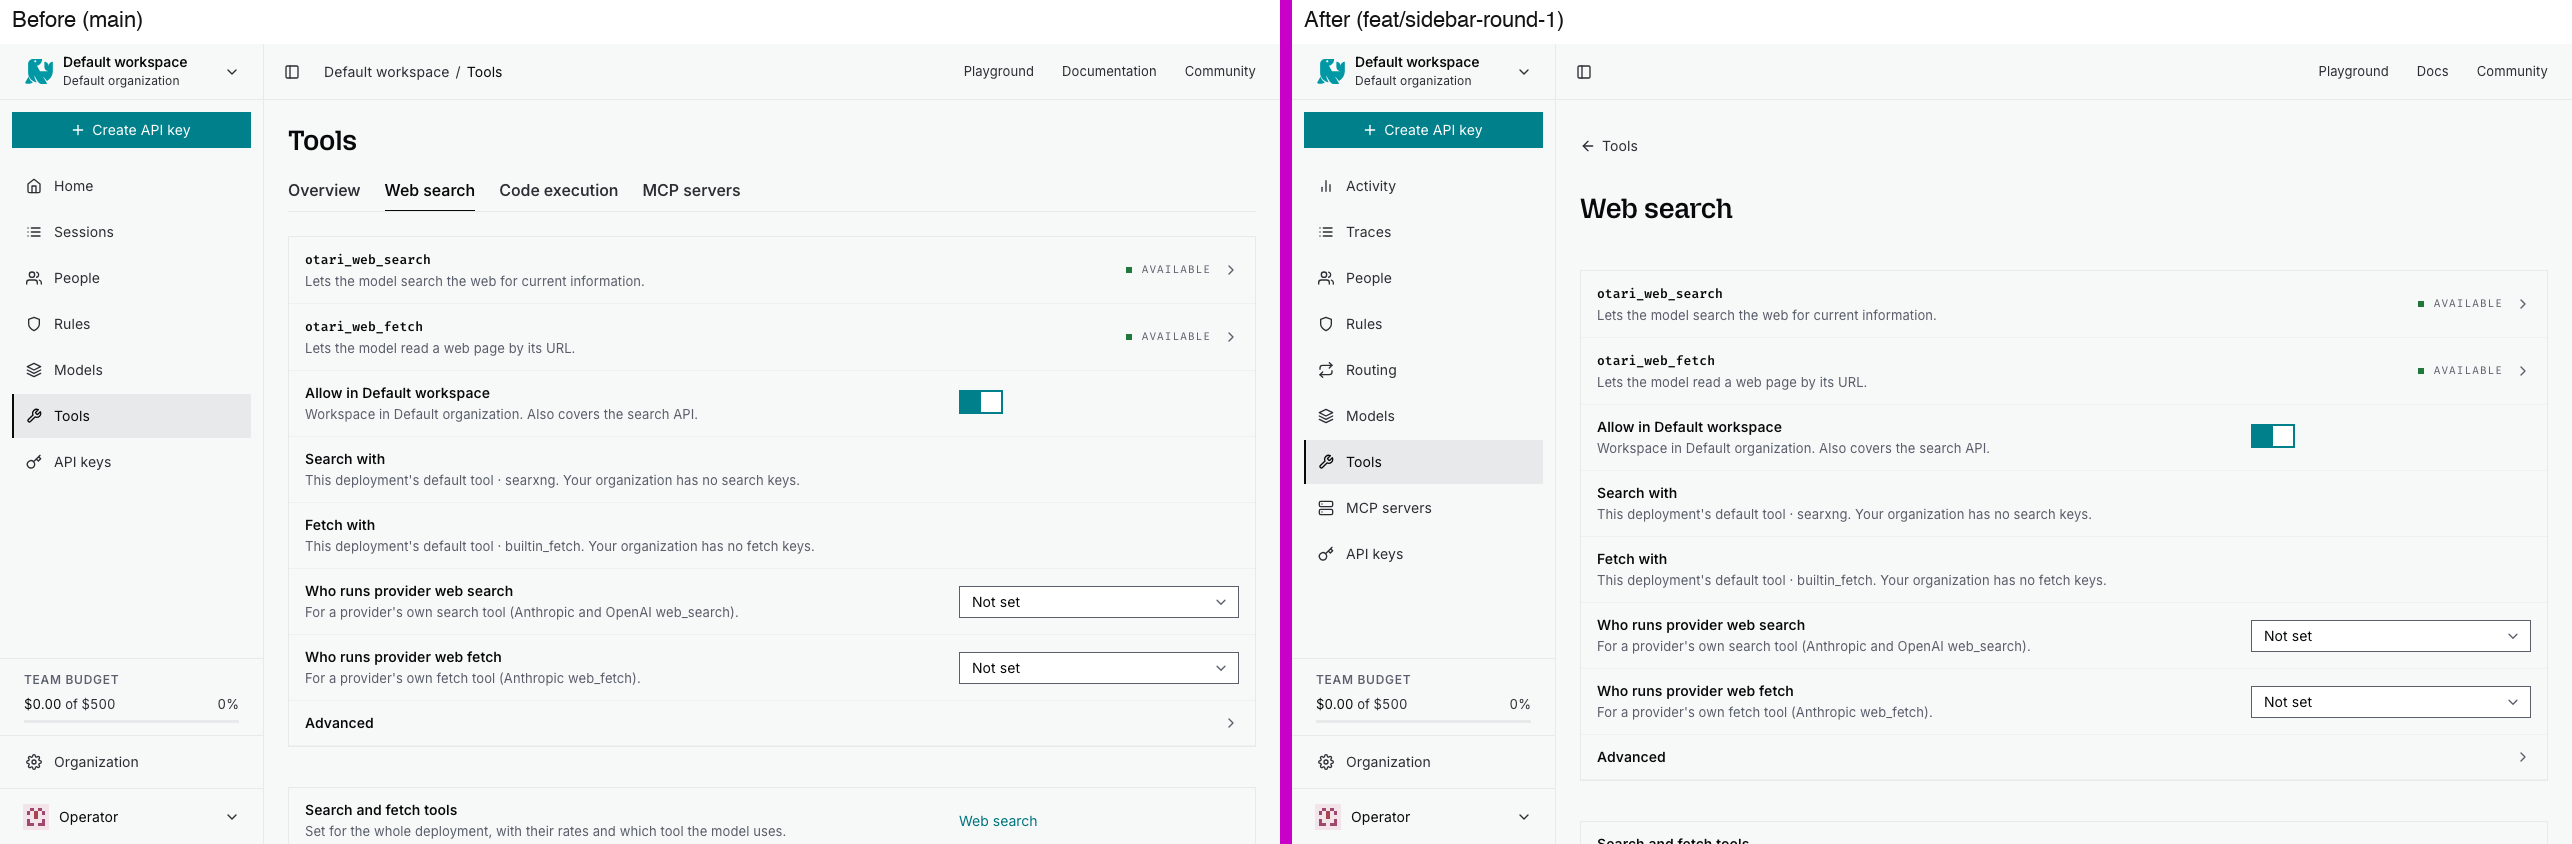 Before (main)
Default workspace
Default organization
Default workspace / Tools
Playground
Documentation
Community
+ Create API key
Home
Sessions
People
Rules
Models
Tools
API keys
TEAM BUDGET
$0.00 of $500
0%
Organization
Operator
Tools
Overview
Web search
Code execution
MCP servers
otari_web_search
Lets the model search the web for current information.
AVAILABLE
otari_web_fetch
Lets the model read a web page by its URL.
AVAILABLE
Allow in Default workspace
Workspace in Default organization. Also covers the search API.
Search with
This deployment's default tool · searxng. Your organization has no search keys.
Fetch with
This deployment's default tool · builtin_fetch. Your organization has no fetch keys.
Who runs provider web search
For a provider's own search tool (Anthropic and OpenAI web_search).
Not set
Who runs provider web fetch
For a provider's own fetch tool (Anthropic web_fetch).
Not set
Advanced
Search and fetch tools
Set for the whole deployment, with their rates and which tool the model uses.
Web search
After (feat/sidebar-round-1)
Default workspace
Default organization
Playground
Docs
Community
+ Create API key
Activity
Traces
People
Rules
Routing
Models
Tools
MCP servers
API keys
TEAM BUDGET
$0.00 of $500
0%
Organization
Operator
← Tools
Web search
otari_web_search
Lets the model search the web for current information.
AVAILABLE
otari_web_fetch
Lets the model read a web page by its URL.
AVAILABLE
Allow in Default workspace
Workspace in Default organization. Also covers the search API.
Search with
This deployment's default tool · searxng. Your organization has no search keys.
Fetch with
This deployment's default tool · builtin_fetch. Your organization has no fetch keys.
Who runs provider web search
For a provider's own search tool (Anthropic and OpenAI web_search).
Not set
Who runs provider web fetch
For a provider's own fetch tool (Anthropic web_fetch).
Not set
Advanced
Search and fetch tools